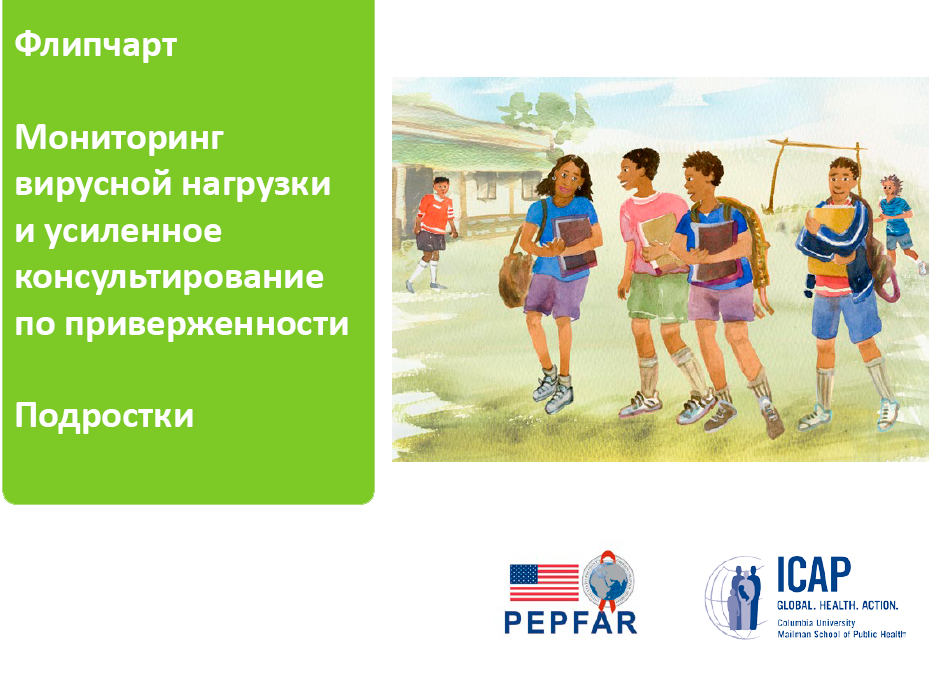 Флипчарт
Мониторинг
вирусной нагрузки
и усиленное
консультирование
по приверженности
Подростки
PEPFAR
ICAP
GLOBAL. HEALTH. ACTION.
Columbia University
Mailman School of Public Health